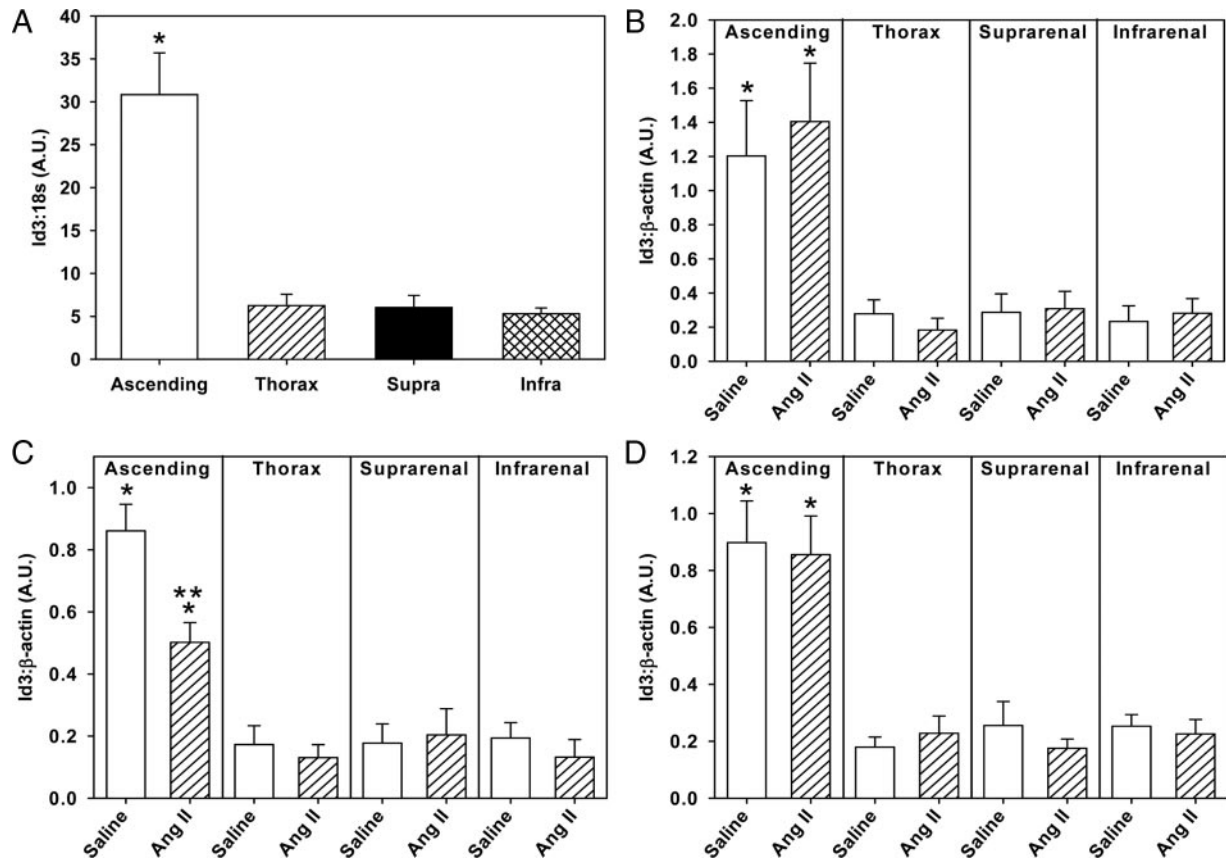 A
Id3:18s (A.U.)
40
35
30
25
20
15
10
5
0
*
Ascending Thorax Supra Infra
B
Id3:β-actin (A.U.)
2.0
1.8
1.6
1.4
1.2
1.0
0.8
0.6
0.4
0.2
0.0
Ascending Thorax Suprarenal Infrarenal
* *
Saline Ang II Saline Ang II Saline Ang II Saline Ang II
C
Id3:β-actin (A.U.)
1.0
0.8
0.6
0.4
0.2
0.0
Ascending Thorax Suprarenal Infrarenal
*
**
*
Saline Ang II Saline Ang II Saline Ang II Saline Ang II
D
Id3:β-actin (A.U.)
1.2
1.0
0.8
0.6
0.4
0.2
0.0
Ascending Thorax Suprarenal Infrarenal
* *
Saline Ang II Saline Ang II Saline Ang II Saline Ang II